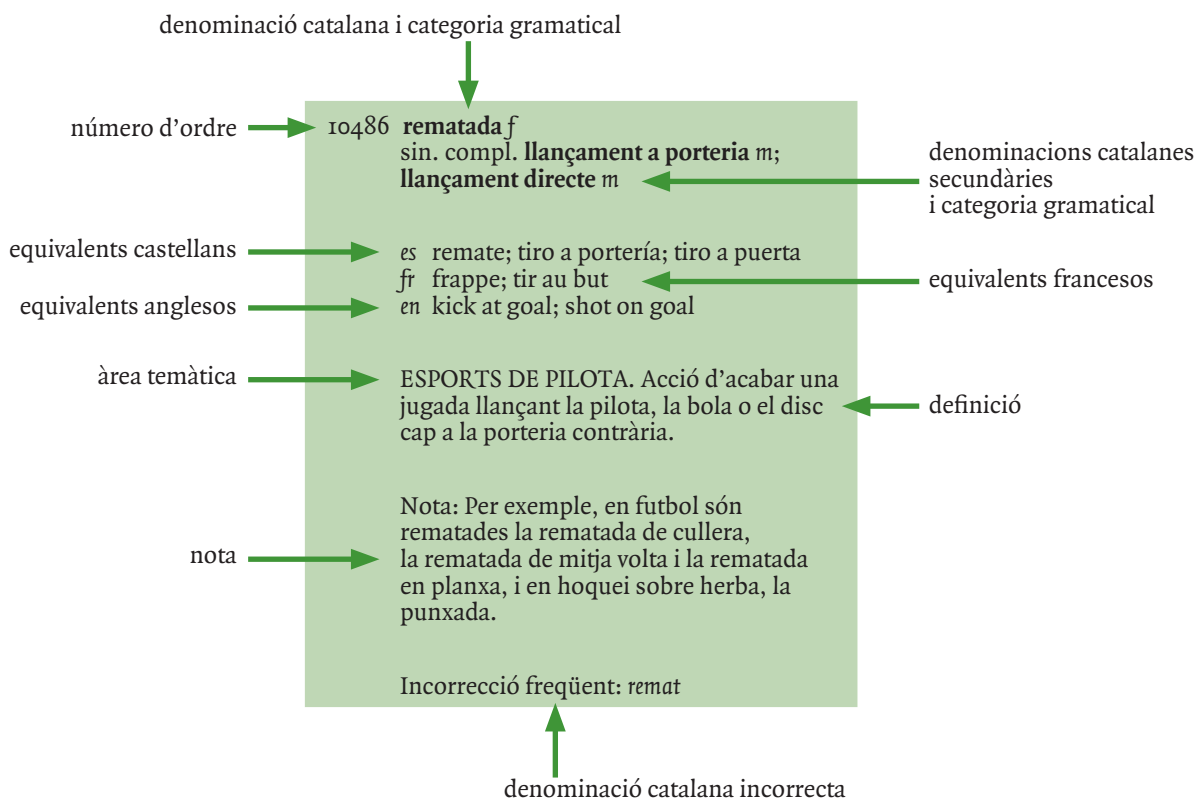 denominació catalana i categoria gramatical
número d’ordre
10486 rematada f
sin. compl. llançament a porteria m;
llançament directe m
denominacions catalanes
secundàries
i categoria gramatical
equivalents castellans
es remate; tiro a portería; tiro a puerta
fr frappe; tir au but
equivalents francesos
equivalents anglesos
en kick at goal; shot on goal
àrea temàtica
ESPORTS DE PILOTA. Acció d’acabar una
jugada llançant la pilota, la bola o el disc
cap a la porteria contrària.
definició
Nota: Per exemple, en futbol són
rematades la rematada de cullera,
la rematada de mitja volta i la rematada
en planxa, i en hoquei sobre herba, la
punxada.
nota
Incorrecció freqüent: remat
denominació catalana incorrecta